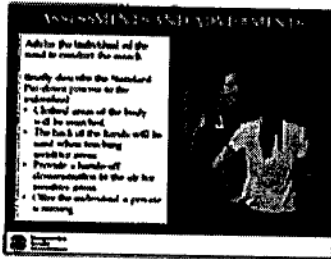 ASSESSMENTS AND
Advise the Individual of the
need to conduct the search
Briefly describe the Standard
Pat-down process to the
individual
• Clothed areas of the body
will be searched
• The back of the hands will be
used when touching
sensitive areas
• Provide a hands-off
demonstration in the air for
sensitive areas
• Offer the individual a private
screening